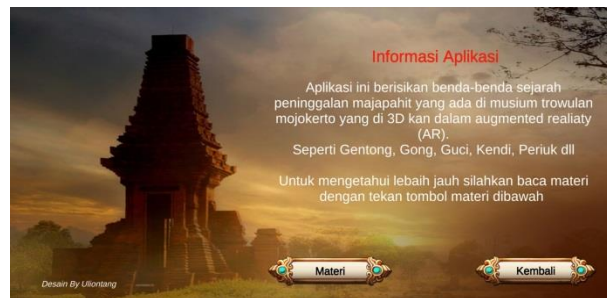 Informasi Aplikasi
Aplikasi ini berisikan benda-benda sejarah
peninggalan majapahit yang ada di musium trowulan
mojokerto yang di 3D kan dalam augmented realiaty
(AR).
Seperti Gentong, Gong, Guci, Kendi, Periuk dll
Untuk mengetahui lebaih jauh silahkan baca materi
dengan tekan tombol materi dibawah
Materi
Kembali
Desain By Uliontang